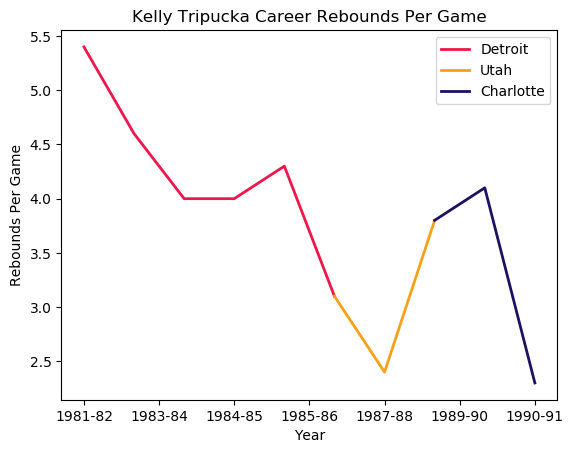 Kelly Tripucka Career Rebounds Per Game
Detroit
Utah
Charlotte
5.5
5.0
4.5
4.0
3.5
3.0
2.5
Rebounds Per Game
1981-82 1983-84 1984-85 1985-86 1987-88 1989-90 1990-91
Year